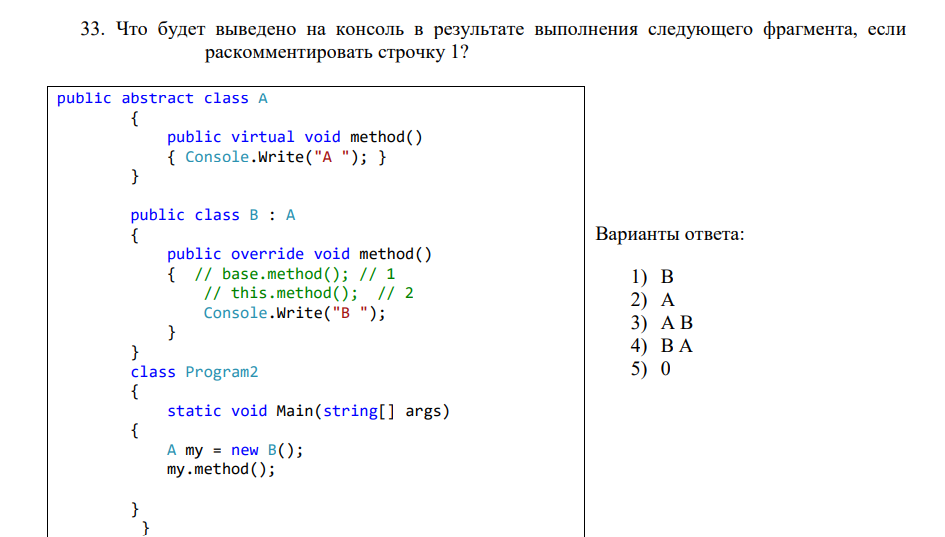 33. Что будет выведено на консоль в результате выполнения следующего фрагмента, если
раскомментировать строчку 1?
public abstract class A
{
public virtual void method()
{ Console.Write("A "); }
}
public class B : A
{
public override void method()
{ // base.method(); // 1
// this.method(); // 2
Console.Write("B ");
}
}
class Program2
{
static void Main(string[] args)
{
A my = new B();
my.method();
}
}
Варианты ответа:
1) B
2) A
3) A B
4) B A
5) 0